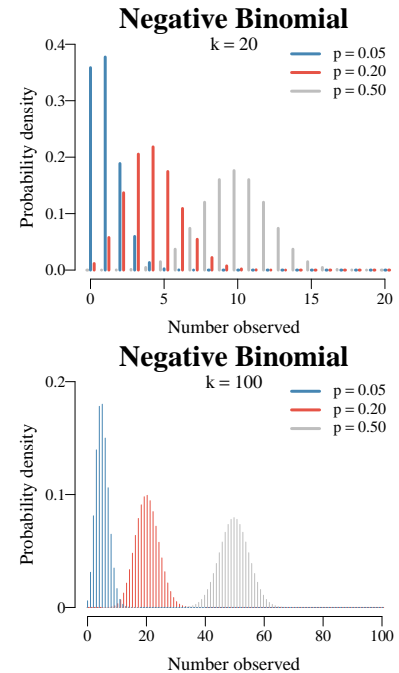 Negative Binomial
k = 20
p = 0.05
p = 0.20
p = 0.50
Probability density
0.4
0.3
0.2
0.1
0.0
0 5 10 15 20
Number observed
Negative Binomial
k = 100
p = 0.05
p = 0.20
p = 0.50
Probability density
0.2
0.1
0
0 20 40 60 80 100
Number observed